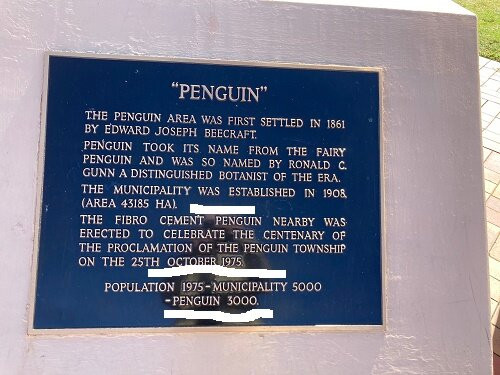 "PENGUIN"
THE PENGUIN AREA WAS FIRST SETTLED IN 1861
BY EDWARD JOSEPH BEECRAFT.
PENGUIN TOOK ITS NAME FROM THE FAIRY
PENGUIN AND WAS SO NAMED BY RONALD C.
GUNN A DISTINGUISHED BOTANIST OF THE ERA.
THE MUNICIPALITY WAS ESTABLISHED IN 1908,
(AREA 43185 HA).
THE FIBRO CEMENT PENGUIN NEARBY WAS
ERECTED TO CELEBRATE THE CENTENARY OF
THE PROCLAMATION OF THE PENGUIN TOWNSHIP
ON THE 25TH OCTOBER 1975.
POPULATION 1975 - MUNICIPALITY 5000
- PENGUIN 3000.